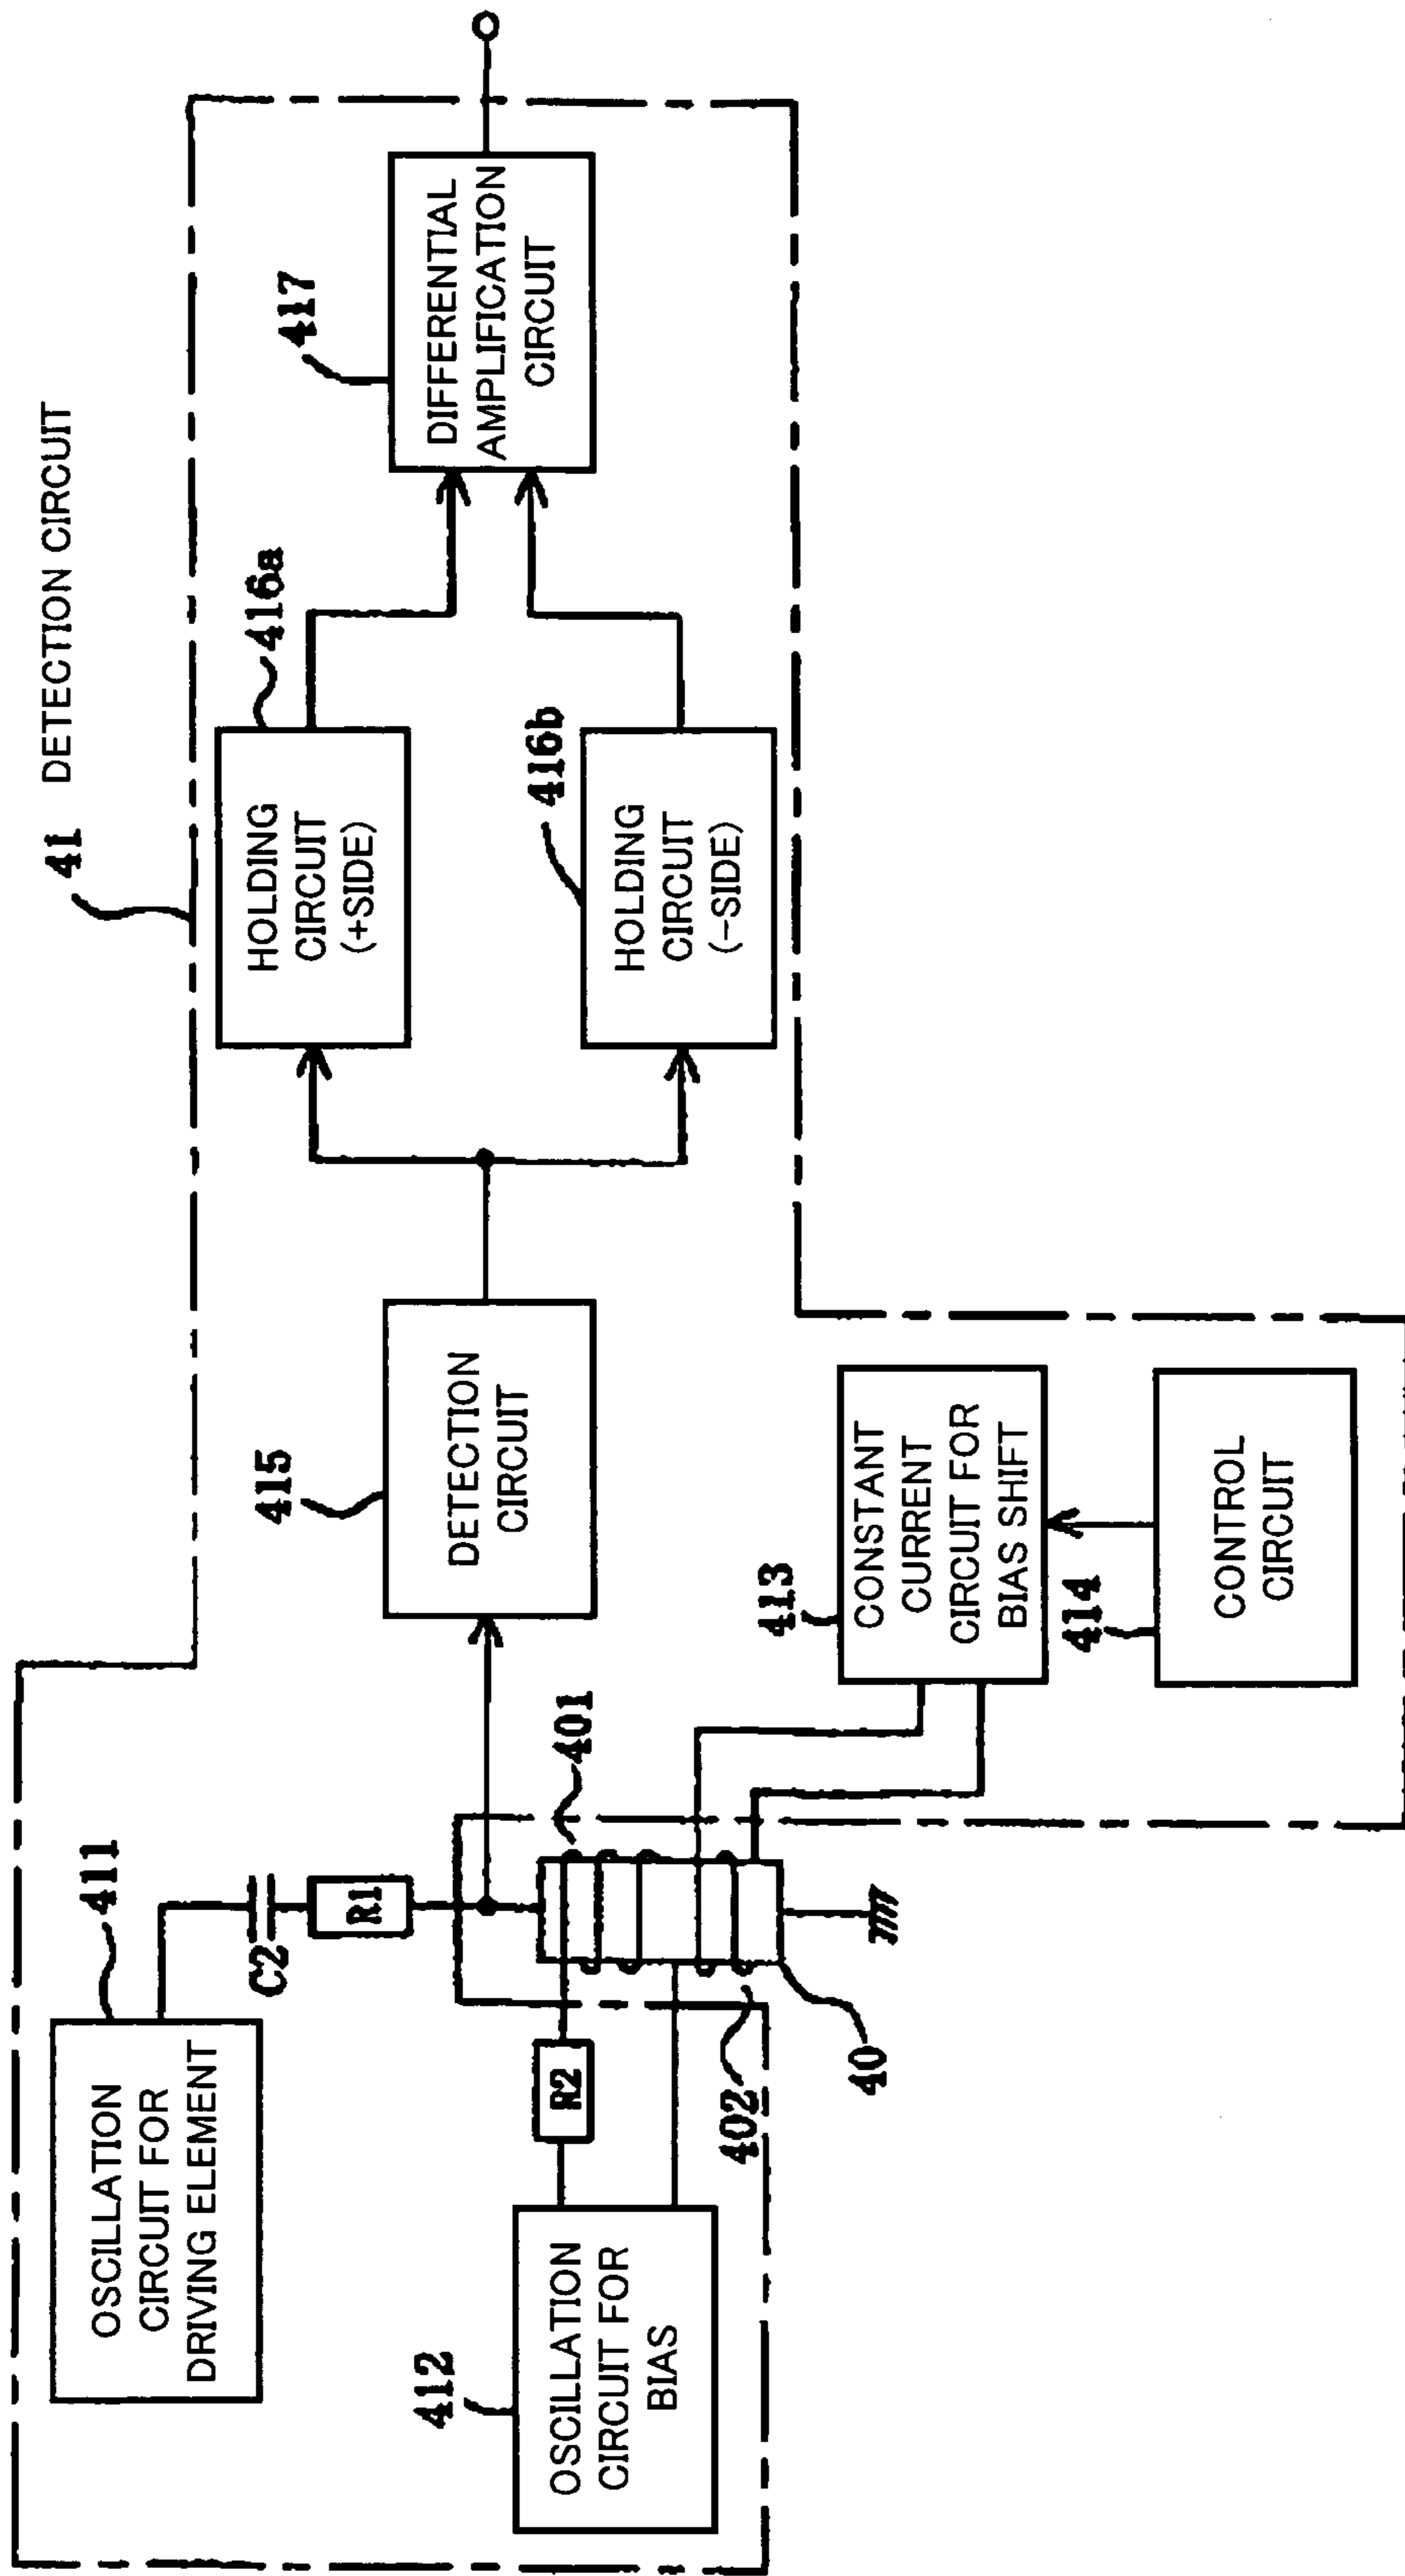 41 DETECTION CIRCUIT
411
OSCILLATION
CIRCUIT FOR
DRIVING ELEMENT
C2
R1
412
OSCILLATION
CIRCUIT FOR
BIAS
R2
401
402
40
415
DETECTION
CIRCUIT
416a
HOLDING
CIRCUIT
(+SIDE)
416b
HOLDING
CIRCUIT
(-SIDE)
417
DIFFERENTIAL
AMPLIFICATION
CIRCUIT
413
CONSTANT
CURRENT
CIRCUIT FOR
BIAS SHIFT
414
CONTROL
CIRCUIT